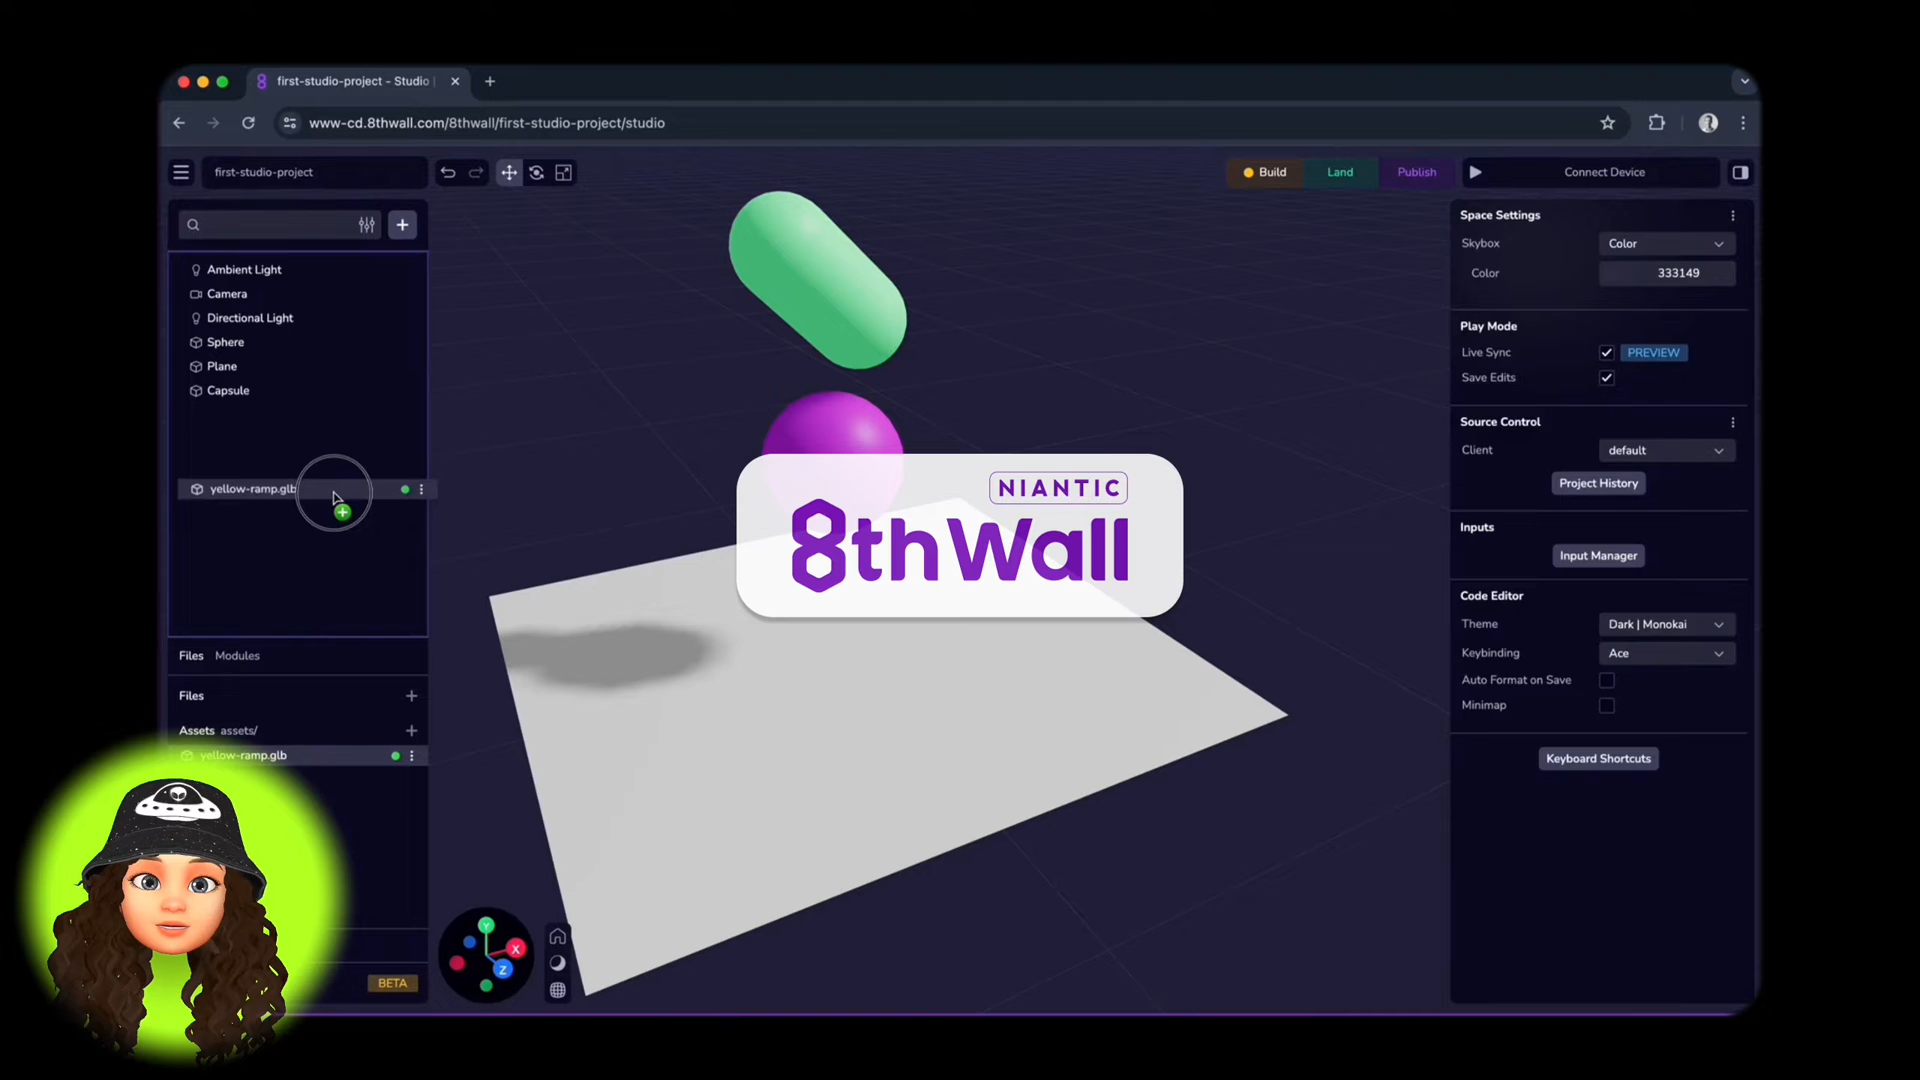 first-studio-project - Studio |
www-cd.8thwall.com/8thwall/first-studio-project/studio
first-studio-project
Build
Land
Publish
Connect Device
Ambient Light
Camera
Directional Light
Sphere
Plane
Capsule
yellow-ramp.glb
Files Modules
Files
Assets assets/
yellow-ramp.glb
BETA
Y
X
Z
NIANTIC
8thWall
Space Settings
Skybox Color
Color 333149
Play Mode
Live Sync PREVIEW
Save Edits
Source Control
Client default
Project History
Inputs
Input Manager
Code Editor
Theme Dark | Monokai
Keybinding Ace
Auto Format on Save
Minimap
Keyboard Shortcuts